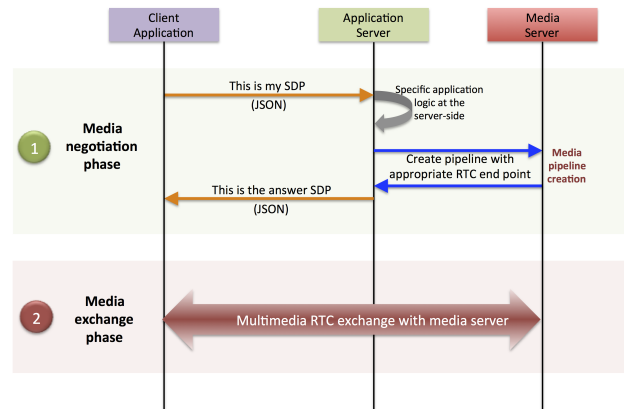 Client
Application
Application
Server
Media
Server
1
Media
negotiation
phase
This is my SDP
(JSON)
Specific application
logic at the
server-side
Create pipeline with
appropriate RTC end point
Media
pipeline
creation
This is the answer SDP
(JSON)
2
Media
exchange
phase
Multimedia RTC exchange with media server